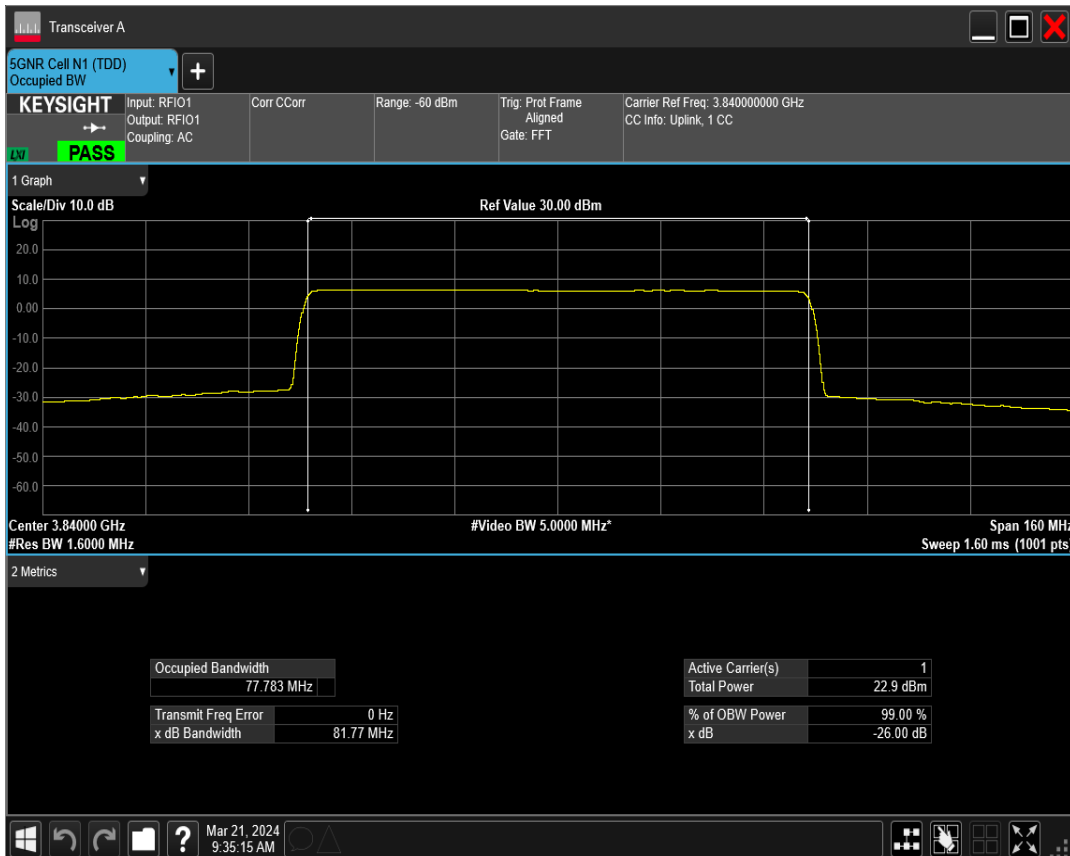 Transceiver A
5GNR Cell N1 (TDD)
Occupied BW
+
KEYSIGHT
LXI
PASS
Input: RFIO1
Output: RFIO1
Coupling: AC
Corr CCorr
Range: -60 dBm
Trig: Prot Frame
Aligned
Gate: FFT
Carrier Ref Freq: 3.840000000 GHz
CC Info: Uplink, 1 CC
1 Graph
Scale/Div 10.0 dB
Ref Value 30.00 dBm
Log
20.0
10.0
0.00
-10.0
-20.0
-30.0
-40.0
-50.0
-60.0
Center 3.84000 GHz
#Video BW 5.0000 MHz*
Span 160 MHz
#Res BW 1.6000 MHz
Sweep 1.60 ms (1001 pts)
2 Metrics
Occupied Bandwidth
77.783 MHz
Transmit Freq Error 0 Hz
x dB Bandwidth 81.77 MHz
Active Carrier(s) 1
Total Power 22.9 dBm
% of OBW Power 99.00 %
x dB -26.00 dB
?
Mar 21, 2024
9:35:15 AM